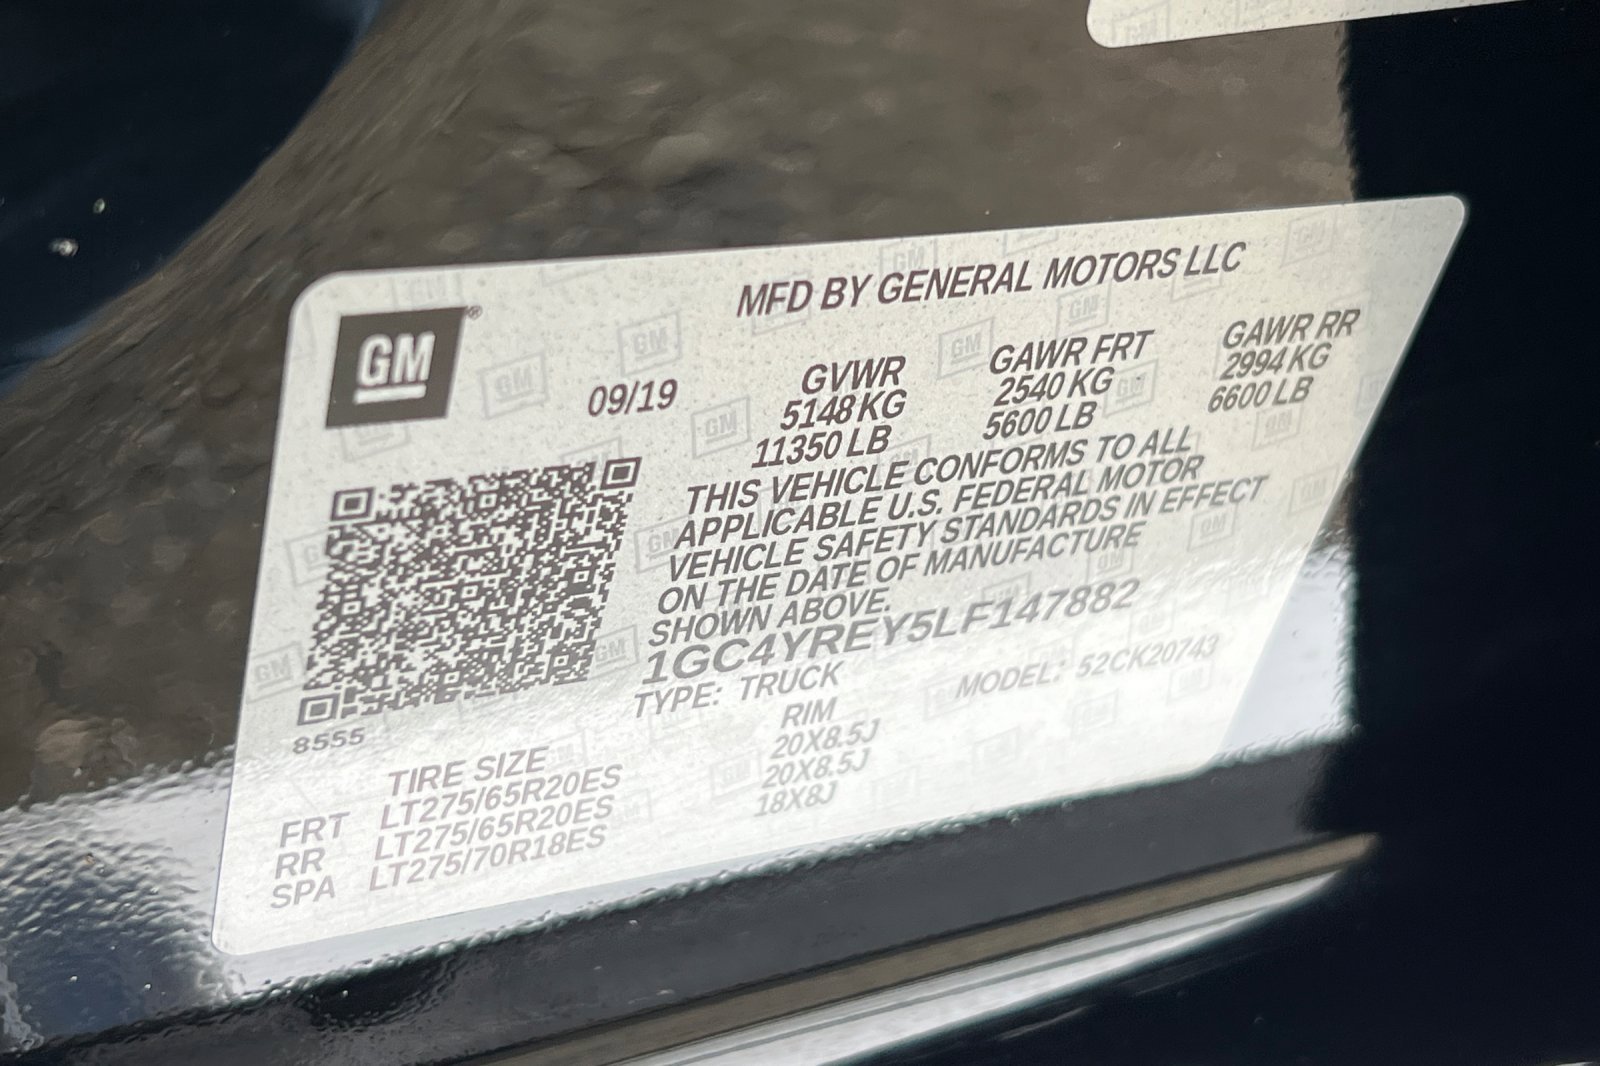 MFD BY GENERAL MOTORS LLC
GM®
09/19
GVWR GAWR FRT GAWR RR
5148 KG 2540 KG 2994 KG
11350 LB 5600 LB 6600 LB
THIS VEHICLE CONFORMS TO ALL
APPLICABLE U.S. FEDERAL MOTOR
VEHICLE SAFETY STANDARDS IN EFFECT
ON THE DATE OF MANUFACTURE
SHOWN ABOVE.
1GC4YREY5LF147882
TYPE: TRUCK MODEL: 52CK20743
8555
TIRE SIZE RIM
FRT LT275/65R20ES 20X8.5J
RR LT275/65R20ES 20X8.5J
SPA LT275/70R18ES 18X8J